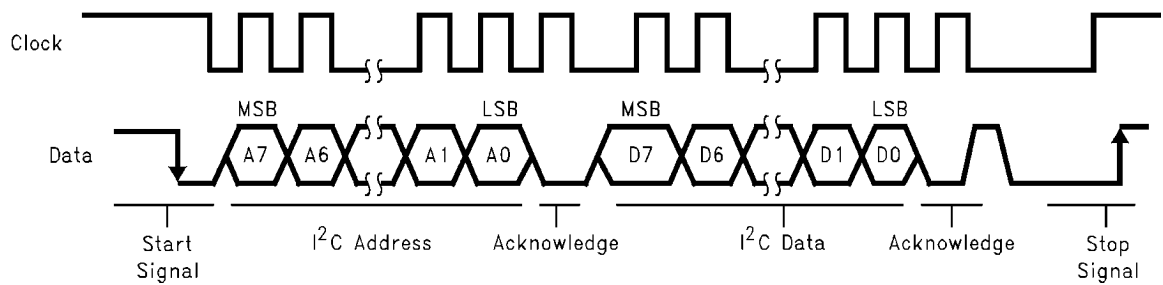 Clock
MSB
LSB
MSB
LSB
Data
A7
A6
A1
A0
D7
D6
D1
D0
Start
Signal
I²C Address
Acknowledge
I²C Data
Acknowledge
Stop
Signal